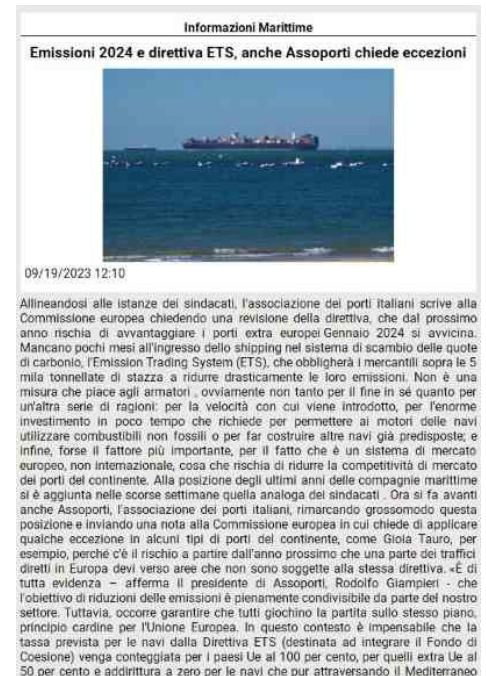 Informazioni Marittime
Emissioni 2024 e direttiva ETS, anche Assoporti chiede eccezioni
09/19/2023 12:10
Allineandosi alle istanze dei sindacati, l'associazione dei porti italiani scrive alla
Commissione europea chiedendo una revisione della direttiva, che dal prossimo
anno rischia di avvantaggiare i porti extra europei Gennaio 2024 si avvicina.
Mancano pochi mesi all'ingresso dello shipping nel sistema di scambio delle quote
di carbonio, l'Emission Trading System (ETS), che obbligherà i mercantili sopra le 5
mila tonnellate di stazza a ridurre drasticamente le loro emissioni. Non è una
misura che piace agli armatori , ovviamente non tanto per il fine in sé quanto per
un'altra serie di ragioni: per la velocità con cui viene introdotto, per l'enorme
investimento in poco tempo che richiede per permettere ai motori delle navi
utilizzare combustibili non fossili o per far costruire altre navi già predisposte; e
infine, forse il fattore più importante, per il fatto che è un sistema di mercato
europeo, non internazionale, cosa che rischia di ridurre la competitività di mercato
dei porti del continente. Alla posizione degli ultimi anni delle compagnie marittime
si è aggiunta nelle scorse settimane quella analoga dei sindacati . Ora si fa avanti
anche Assoporti, l'associazione dei porti italiani, rimarcando grossomodo questa
posizione e inviando una nota alla Commissione europea in cui chiede di applicare
qualche eccezione in alcuni tipi di porti del continente, come Gioia Tauro, per
esempio, perché c'è il rischio a partire dall'anno prossimo che una parte dei traffici
diretti in Europa devi verso aree che non sono soggette alla stessa direttiva. «È di
tutta evidenza – afferma il presidente di Assoporti, Rodolfo Giampieri - che
l'obiettivo di riduzioni delle emissioni è pienamente condivisibile da parte del nostro
settore. Tuttavia, occorre garantire che tutti giochino la partita sullo stesso piano,
principio cardine per l'Unione Europea. In questo contesto è impensabile che la
tassa prevista per le navi dalla Direttiva ETS (destinata ad integrare il Fondo di
Coesione) venga conteggiata per i paesi Ue al 100 per cento, per quelli extra Ue al
50 per cento e addirittura a zero per le navi che pur attraversando il Mediterraneo